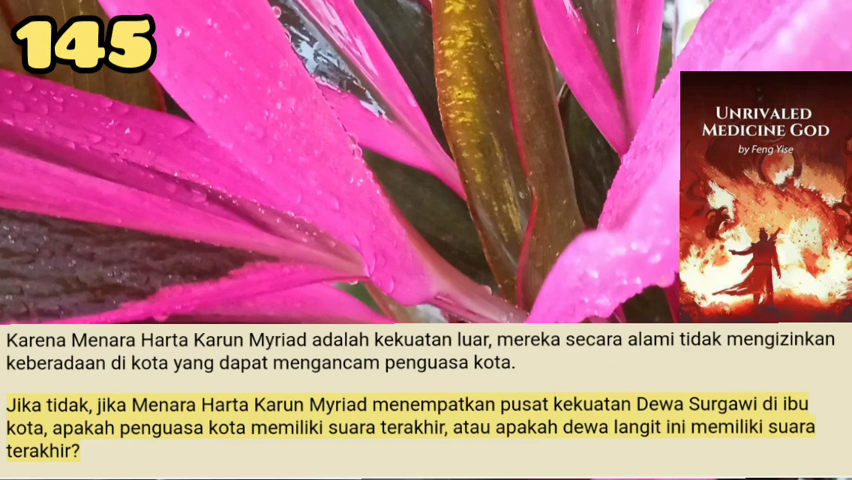 145
UNRIVALED
MEDICINE GOD
by Feng Yise
Karena Menara Harta Karun Myriad adalah kekuatan luar, mereka secara alami tidak mengizinkan
keberadaan di kota yang dapat mengancam penguasa kota.
Jika tidak, jika Menara Harta Karun Myriad menempatkan pusat kekuatan Dewa Surgawi di ibu
kota, apakah penguasa kota memiliki suara terakhir, atau apakah dewa langit ini memiliki suara
terakhir?